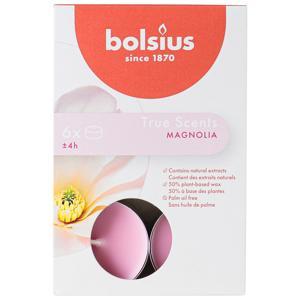 bolsius
since 1870
True Scents
MAGNOLIA
6x
±4h
✓ Contains natural extracts
Contient des extraits naturels
✓ 50% plant-based wax
50% à base de plantes
✓ Palm oil free
Sans huile de palme